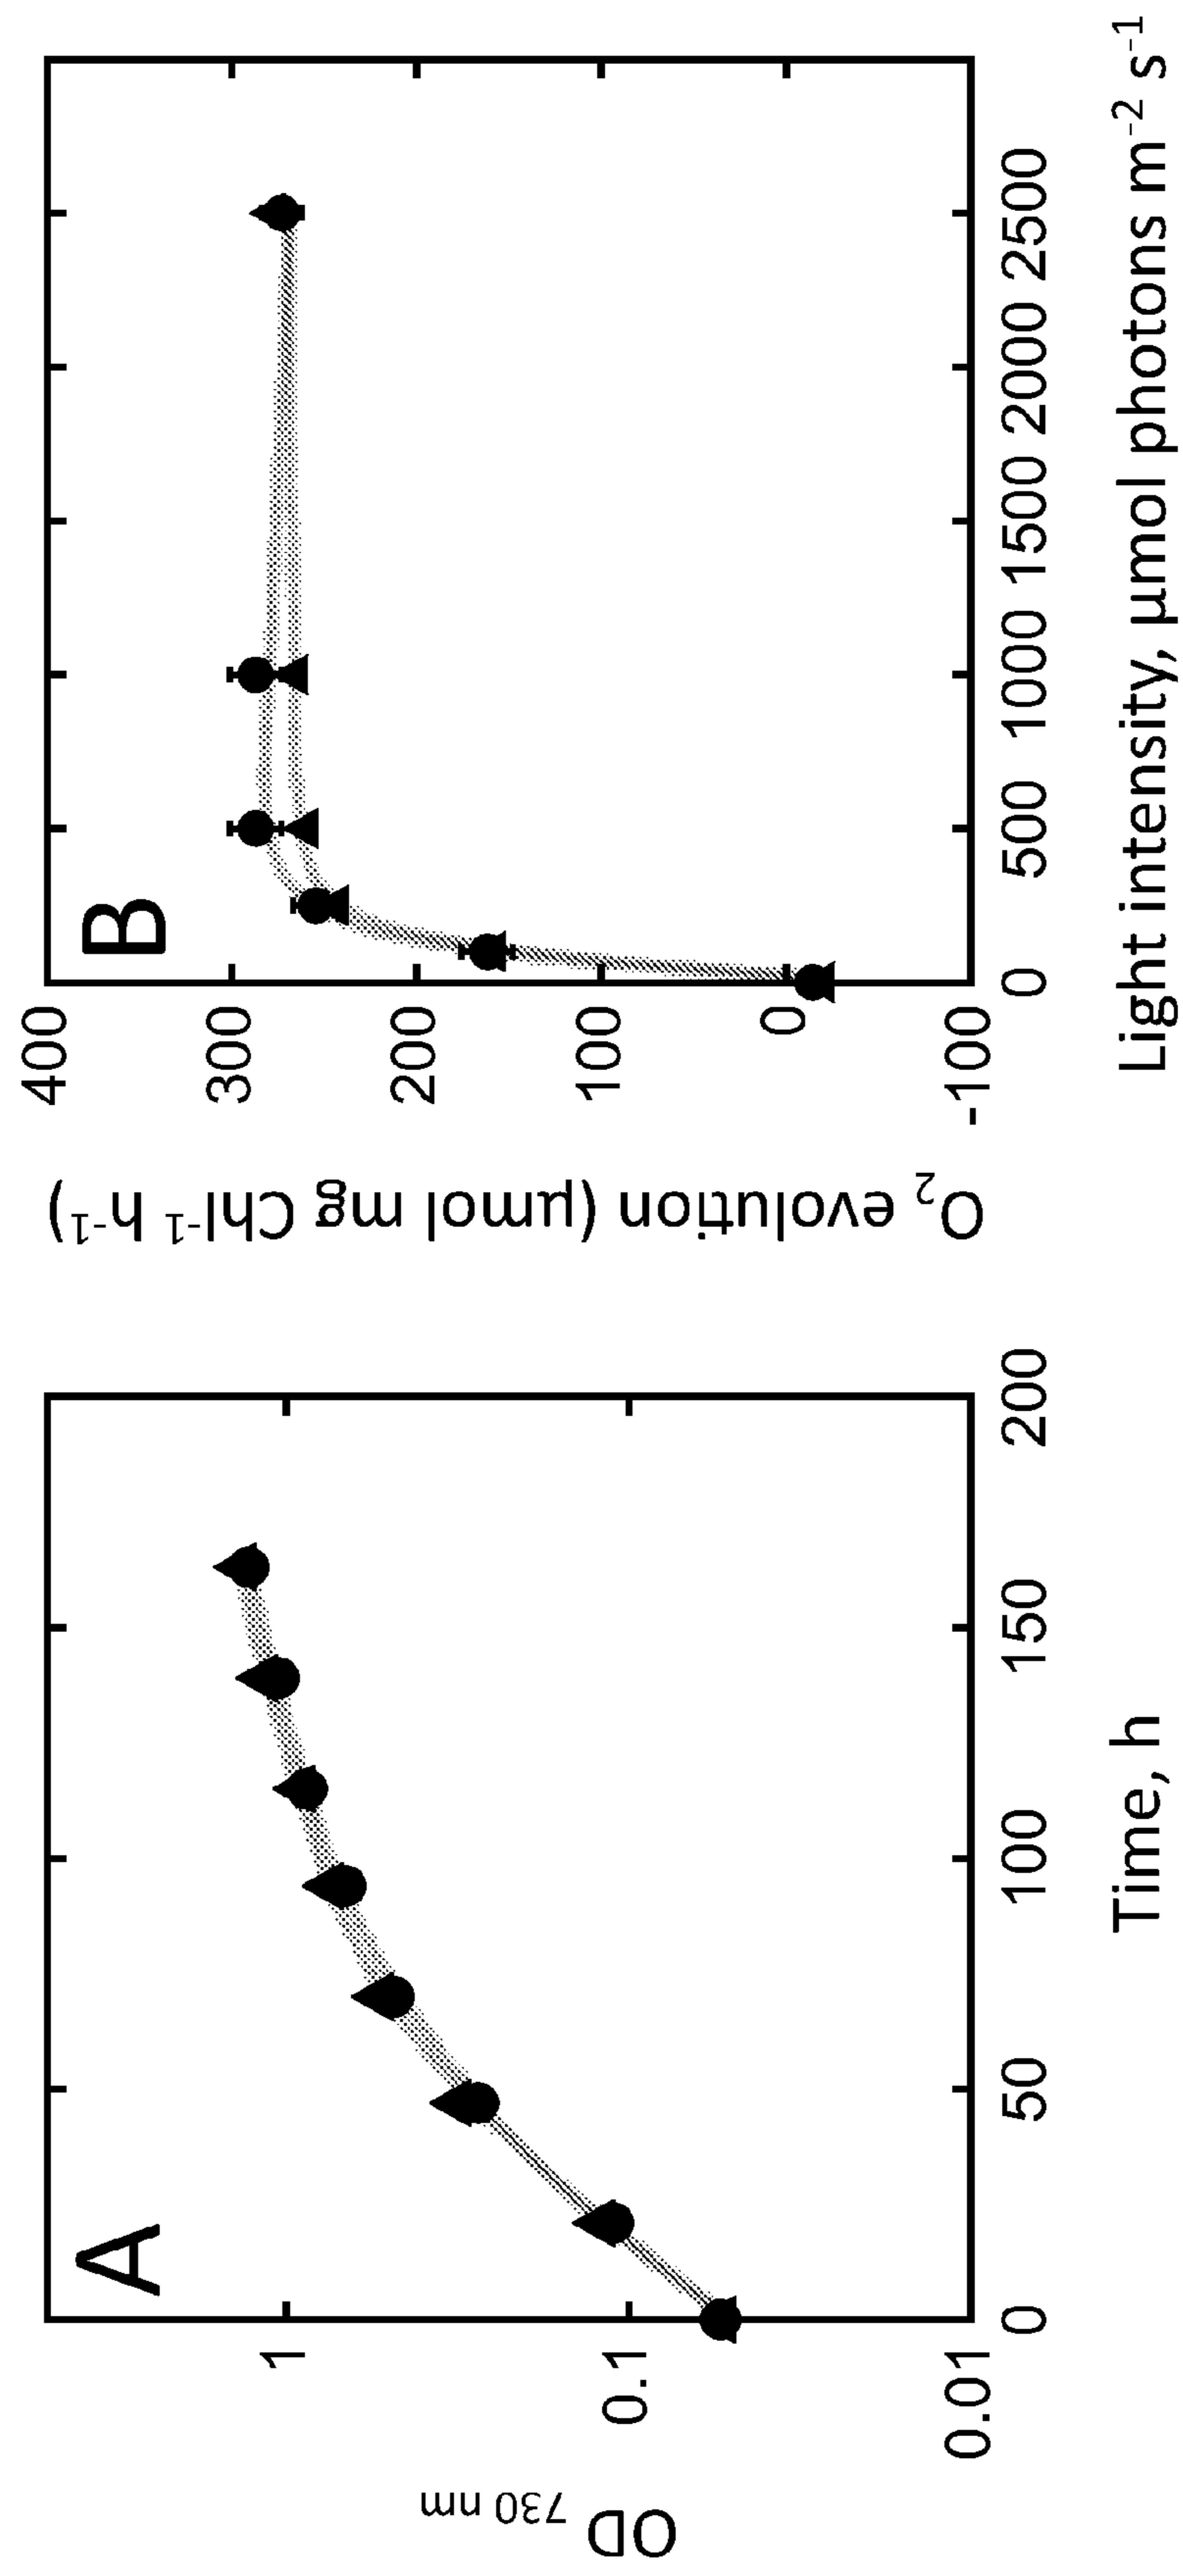 A
1
0.1
0.01
OD 730 nm
0 50 100 150 200
Time, h
B
400
300
200
100
0
-100
O2 evolution (µmol mg Chl-1 h-1)
0 500 1000 1500 2000 2500
Light intensity, µmol photons m−2 s−1